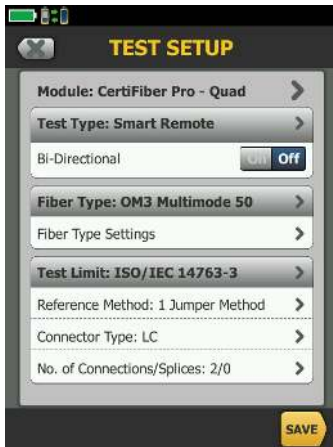 TEST SETUP
Module: CertiFiber Pro - Quad
Test Type: Smart Remote
Bi-Directional On Off
Fiber Type: OM3 Multimode 50
Fiber Type Settings
Test Limit: ISO/IEC 14763-3
Reference Method: 1 Jumper Method
Connector Type: LC
No. of Connections/Splices: 2/0
SAVE